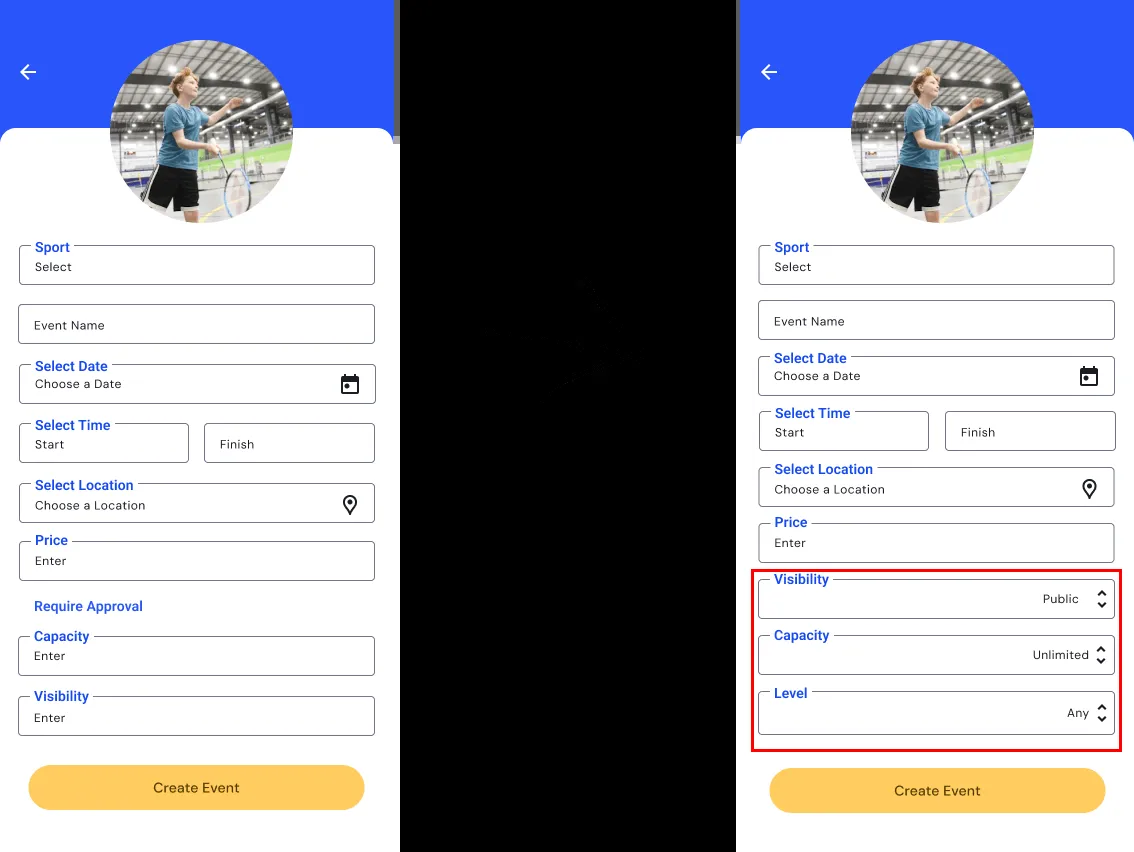 Sport
Select
Event Name
Select Date
Choose a Date
Select Time
Start
Finish
Select Location
Choose a Location
Price
Enter
Require Approval
Capacity
Enter
Visibility
Enter
Create Event
Sport
Select
Event Name
Select Date
Choose a Date
Select Time
Start
Finish
Select Location
Choose a Location
Price
Enter
Visibility
Public
Capacity
Unlimited
Level
Any
Create Event